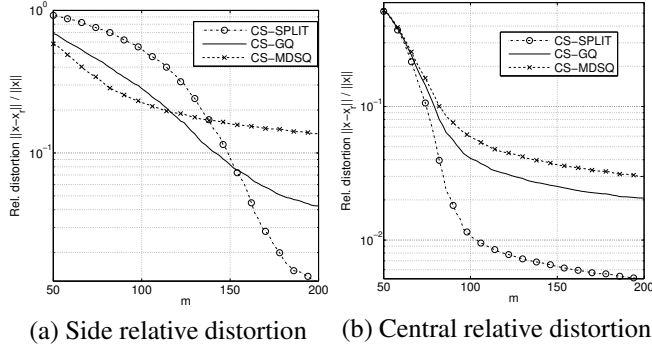 10^0
10^-1
Rel. distortion ||x-x_r|| / ||x||
CS-SPLIT
CS-GQ
CS-MDSQ
50
100
150
200
m
(a) Side relative distortion
10^-1
10^-2
Rel. distortion ||x-x_r|| / ||x||
CS-SPLIT
CS-GQ
CS-MDSQ
50
100
150
200
m
(b) Central relative distortion